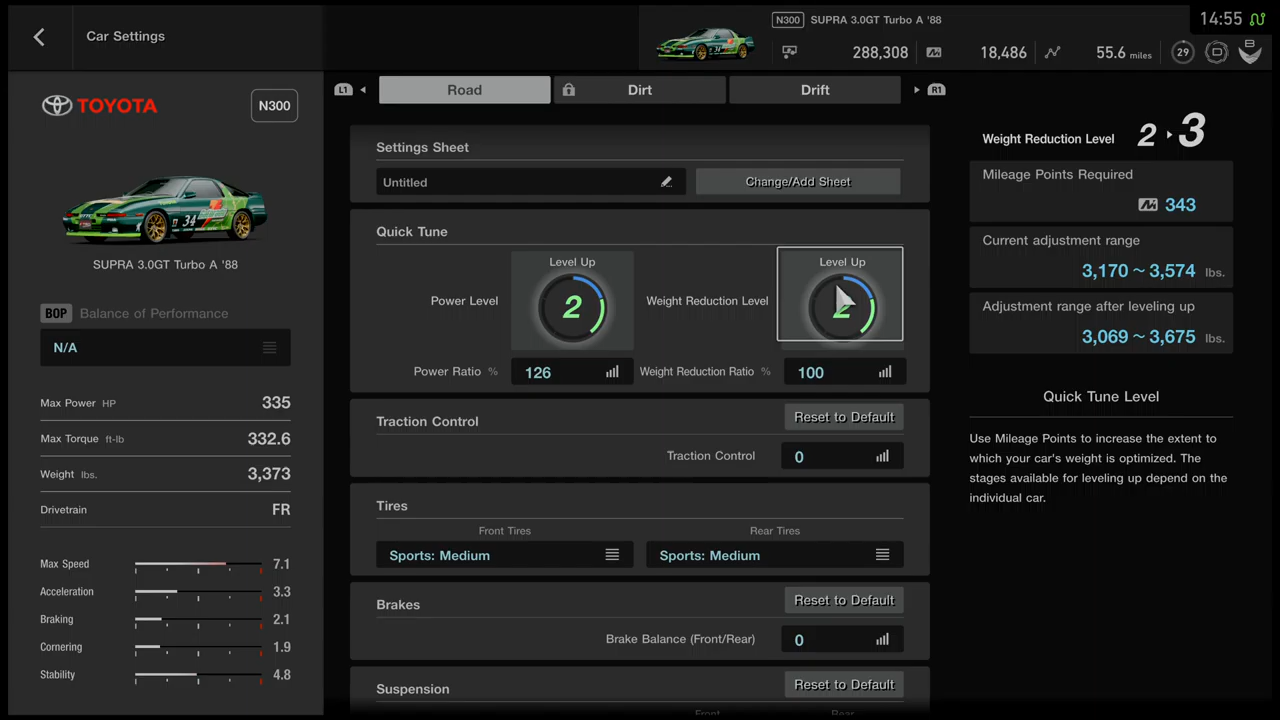 Car Settings
N300 SUPRA 3.0GT Turbo A '88
14:55
288,308 18,486 55.6 miles 29 B
TOYOTA N300
34
SUPRA 3.0GT Turbo A '88
BOP Balance of Performance
N/A
Max Power HP 335
Max Torque ft-lb 332.6
Weight lbs. 3,373
Drivetrain FR
Max Speed 7.1
Acceleration 3.3
Braking 2.1
Cornering 1.9
Stability 4.8
L1 Road Dirt Drift R1
Settings Sheet
Untitled Change/Add Sheet
Quick Tune
Level Up Level Up
Power Level 2 Weight Reduction Level 2
Power Ratio % 126 Weight Reduction Ratio % 100
Traction Control Reset to Default
Traction Control 0
Tires
Front Tires Rear Tires
Sports: Medium Sports: Medium
Brakes Reset to Default
Brake Balance (Front/Rear) 0
Suspension Reset to Default
Front Rear
Weight Reduction Level 2 3
Mileage Points Required
343
Current adjustment range
3,170 ~ 3,574 lbs.
Adjustment range after leveling up
3,069 ~ 3,675 lbs.
Quick Tune Level
Use Mileage Points to increase the extent to
which your car's weight is optimized. The
stages available for leveling up depend on the
individual car.